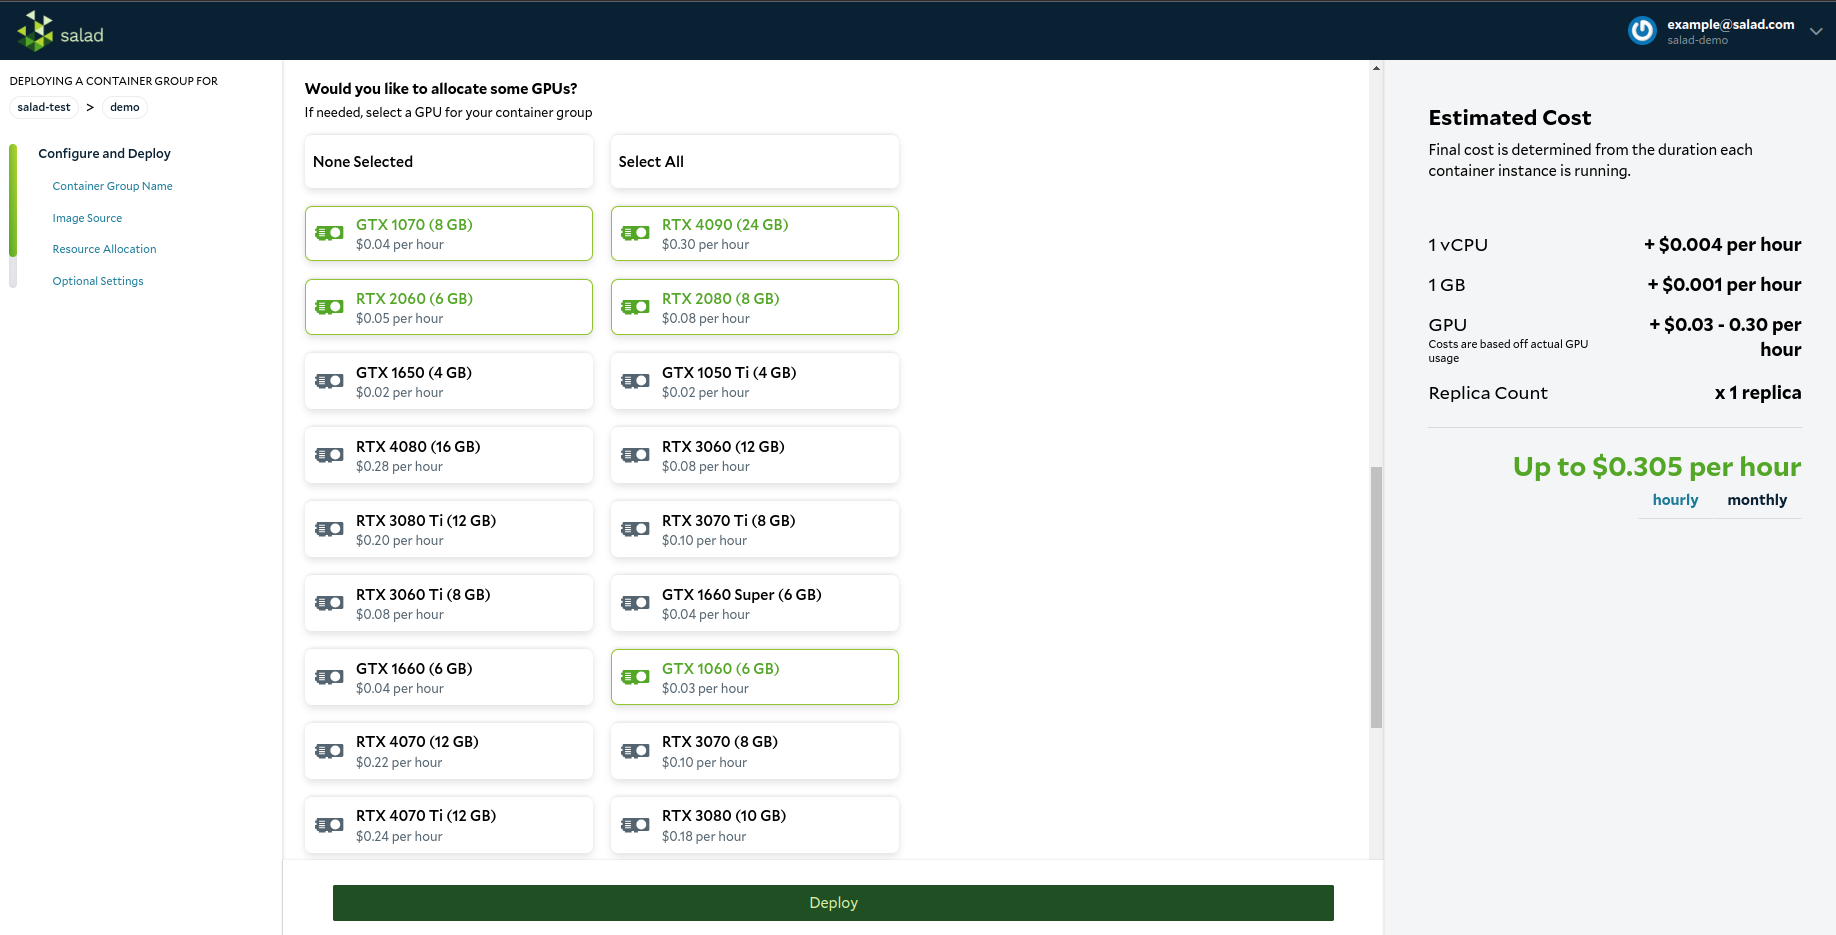 salad
example@salad.com
salad-demo
DEPLOYING A CONTAINER GROUP FOR
salad-test > demo
Configure and Deploy
Container Group Name
Image Source
Resource Allocation
Optional Settings
Would you like to allocate some GPUs?
If needed, select a GPU for your container group
None Selected
Select All
GTX 1070 (8 GB)
$0.04 per hour
RTX 4090 (24 GB)
$0.30 per hour
RTX 2060 (6 GB)
$0.05 per hour
RTX 2080 (8 GB)
$0.08 per hour
GTX 1650 (4 GB)
$0.02 per hour
GTX 1050 Ti (4 GB)
$0.02 per hour
RTX 4080 (16 GB)
$0.28 per hour
RTX 3060 (12 GB)
$0.08 per hour
RTX 3080 Ti (12 GB)
$0.20 per hour
RTX 3070 Ti (8 GB)
$0.10 per hour
RTX 3060 Ti (8 GB)
$0.08 per hour
GTX 1660 Super (6 GB)
$0.04 per hour
GTX 1660 (6 GB)
$0.04 per hour
GTX 1060 (6 GB)
$0.03 per hour
RTX 4070 (12 GB)
$0.22 per hour
RTX 3070 (8 GB)
$0.10 per hour
RTX 4070 Ti (12 GB)
$0.24 per hour
RTX 3080 (10 GB)
$0.18 per hour
Deploy
Estimated Cost
Final cost is determined from the duration each
container instance is running.
1 vCPU + $0.004 per hour
1 GB + $0.001 per hour
GPU + $0.03 - 0.30 per
hour
Costs are based off actual GPU
usage
Replica Count x 1 replica
Up to $0.305 per hour
hourly monthly